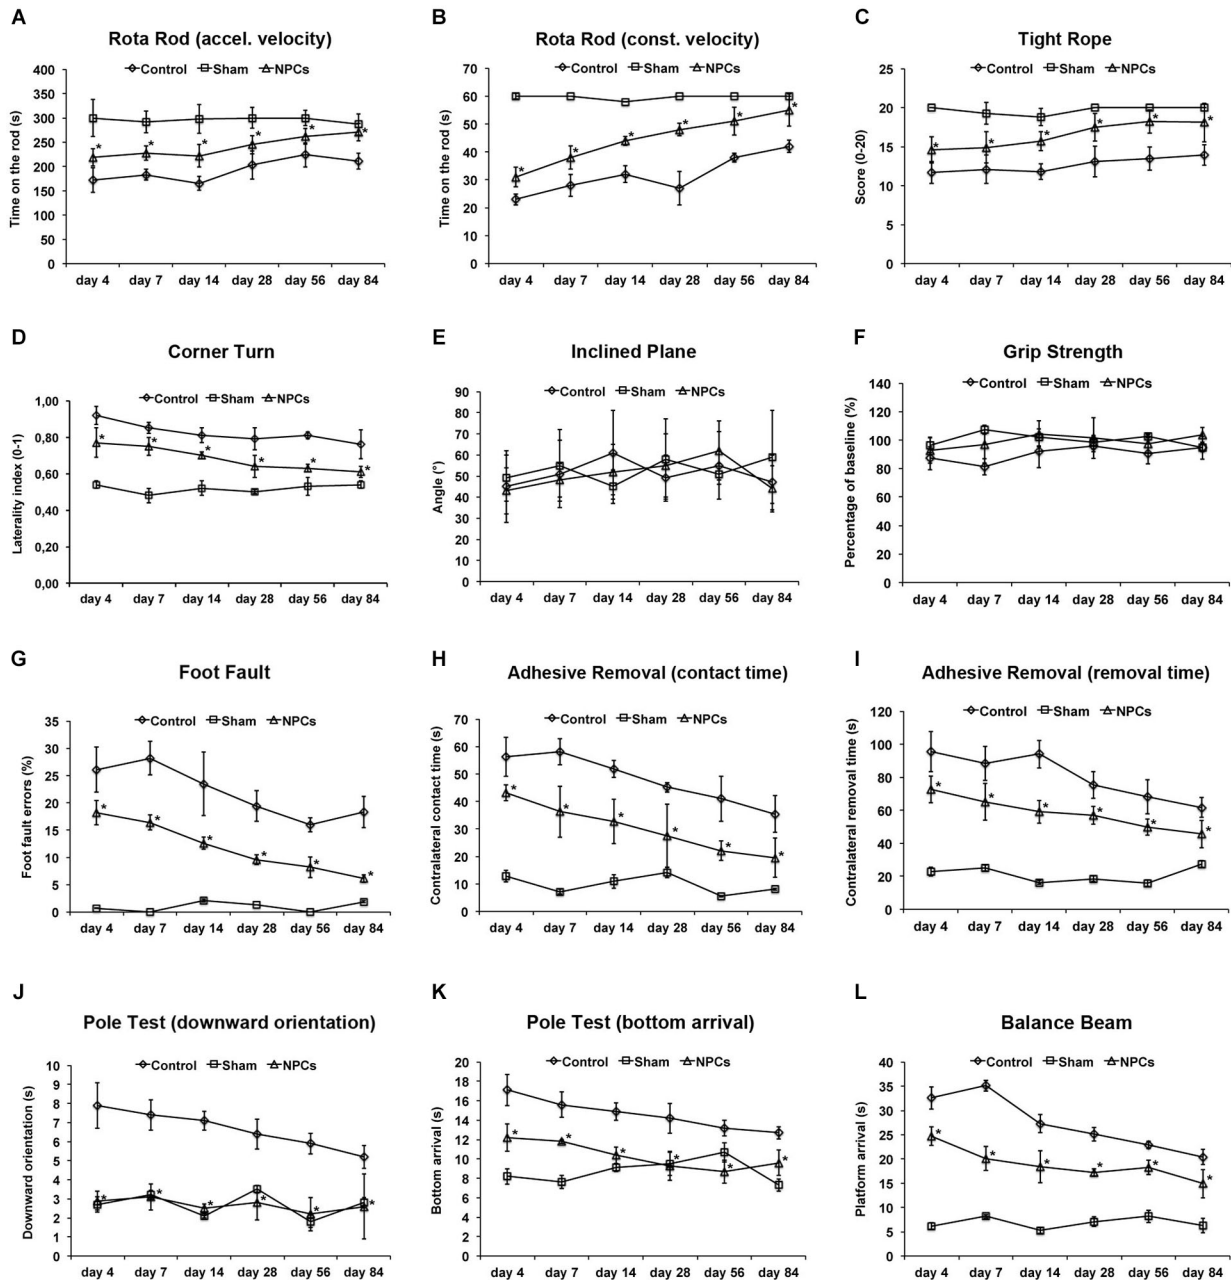 A
Rota Rod (accel. velocity)
Control Sham NPCs
Time on the rod (s)
400
350
300
250
200
150
100
50
0
* * * * * *
day 4 day 7 day 14 day 28 day 56 day 84
B
Rota Rod (const. velocity)
Control Sham NPCs
Time on the rod (s)
70
60
50
40
30
20
10
0
* * * * * *
day 4 day 7 day 14 day 28 day 56 day 84
C
Tight Rope
Control Sham NPCs
Score (0-20)
25
20
15
10
5
0
* * * * * *
day 4 day 7 day 14 day 28 day 56 day 84
D
Corner Turn
Control Sham NPCs
Laterality index (0-1)
1,00
0,80
0,60
0,40
0,20
0,00
* * * * * *
day 4 day 7 day 14 day 28 day 56 day 84
E
Inclined Plane
Control Sham NPCs
Angle (°)
90
80
70
60
50
40
30
20
10
0
day 4 day 7 day 14 day 28 day 56 day 84
F
Grip Strength
Control Sham NPCs
Percentage of baseline (%)
140
120
100
80
60
40
20
0
day 4 day 7 day 14 day 28 day 56 day 84
G
Foot Fault
Control Sham NPCs
Foot fault errors (%)
35
30
25
20
15
10
5
0
* * * * * *
day 4 day 7 day 14 day 28 day 56 day 84
H
Adhesive Removal (contact time)
Control Sham NPCs
Contralateral contact time (s)
70
60
50
40
30
20
10
0
* * * * * *
day 4 day 7 day 14 day 28 day 56 day 84
I
Adhesive Removal (removal time)
Control Sham NPCs
Contralateral removal time (s)
120
100
80
60
40
20
0
* * * * * *
day 4 day 7 day 14 day 28 day 56 day 84
J
Pole Test (downward orientation)
Control Sham NPCs
Downward orientation (s)
10
9
8
7
6
5
4
3
2
1
0
* * * * * *
day 4 day 7 day 14 day 28 day 56 day 84
K
Pole Test (bottom arrival)
Control Sham NPCs
Bottom arrival (s)
20
18
16
14
12
10
8
6
4
2
0
* * * * * *
day 4 day 7 day 14 day 28 day 56 day 84
L
Balance Beam
Control Sham NPCs
Platform arrival (s)
40
35
30
25
20
15
10
5
0
* * * * * *
day 4 day 7 day 14 day 28 day 56 day 84